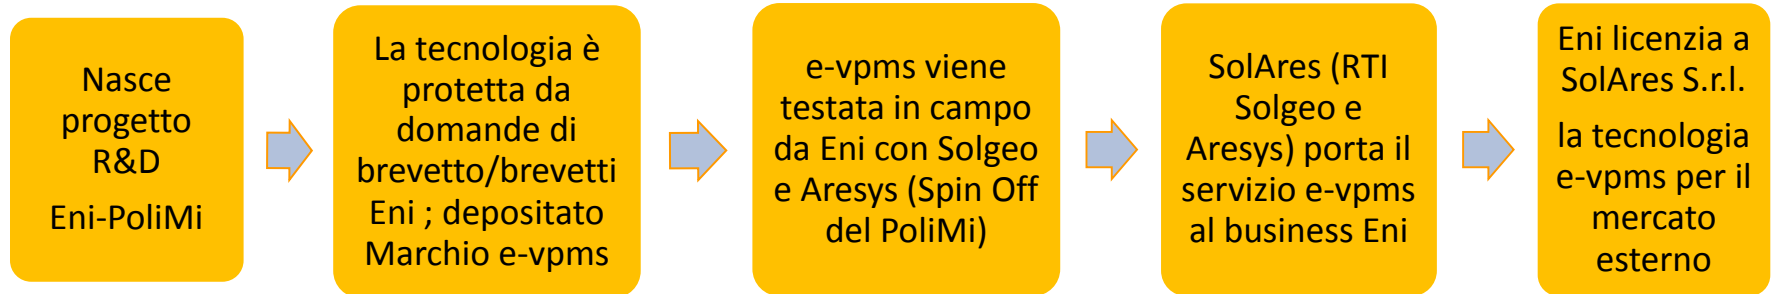 Nasce
progetto
R&D
Eni-PoliMi
La tecnologia è
protetta da
domande di
brevetto/brevetti
Eni ; depositato
Marchio e-vpms
e-vpms viene
testata in campo
da Eni con Solgeo
e Aresys (Spin Off
del PoliMi)
SolAres (RTI
Solgeo e
Aresys) porta il
servizio e-vpms
al business Eni
Eni licenzia a
SolAres S.r.l.
la tecnologia
e-vpms per il
mercato
esterno